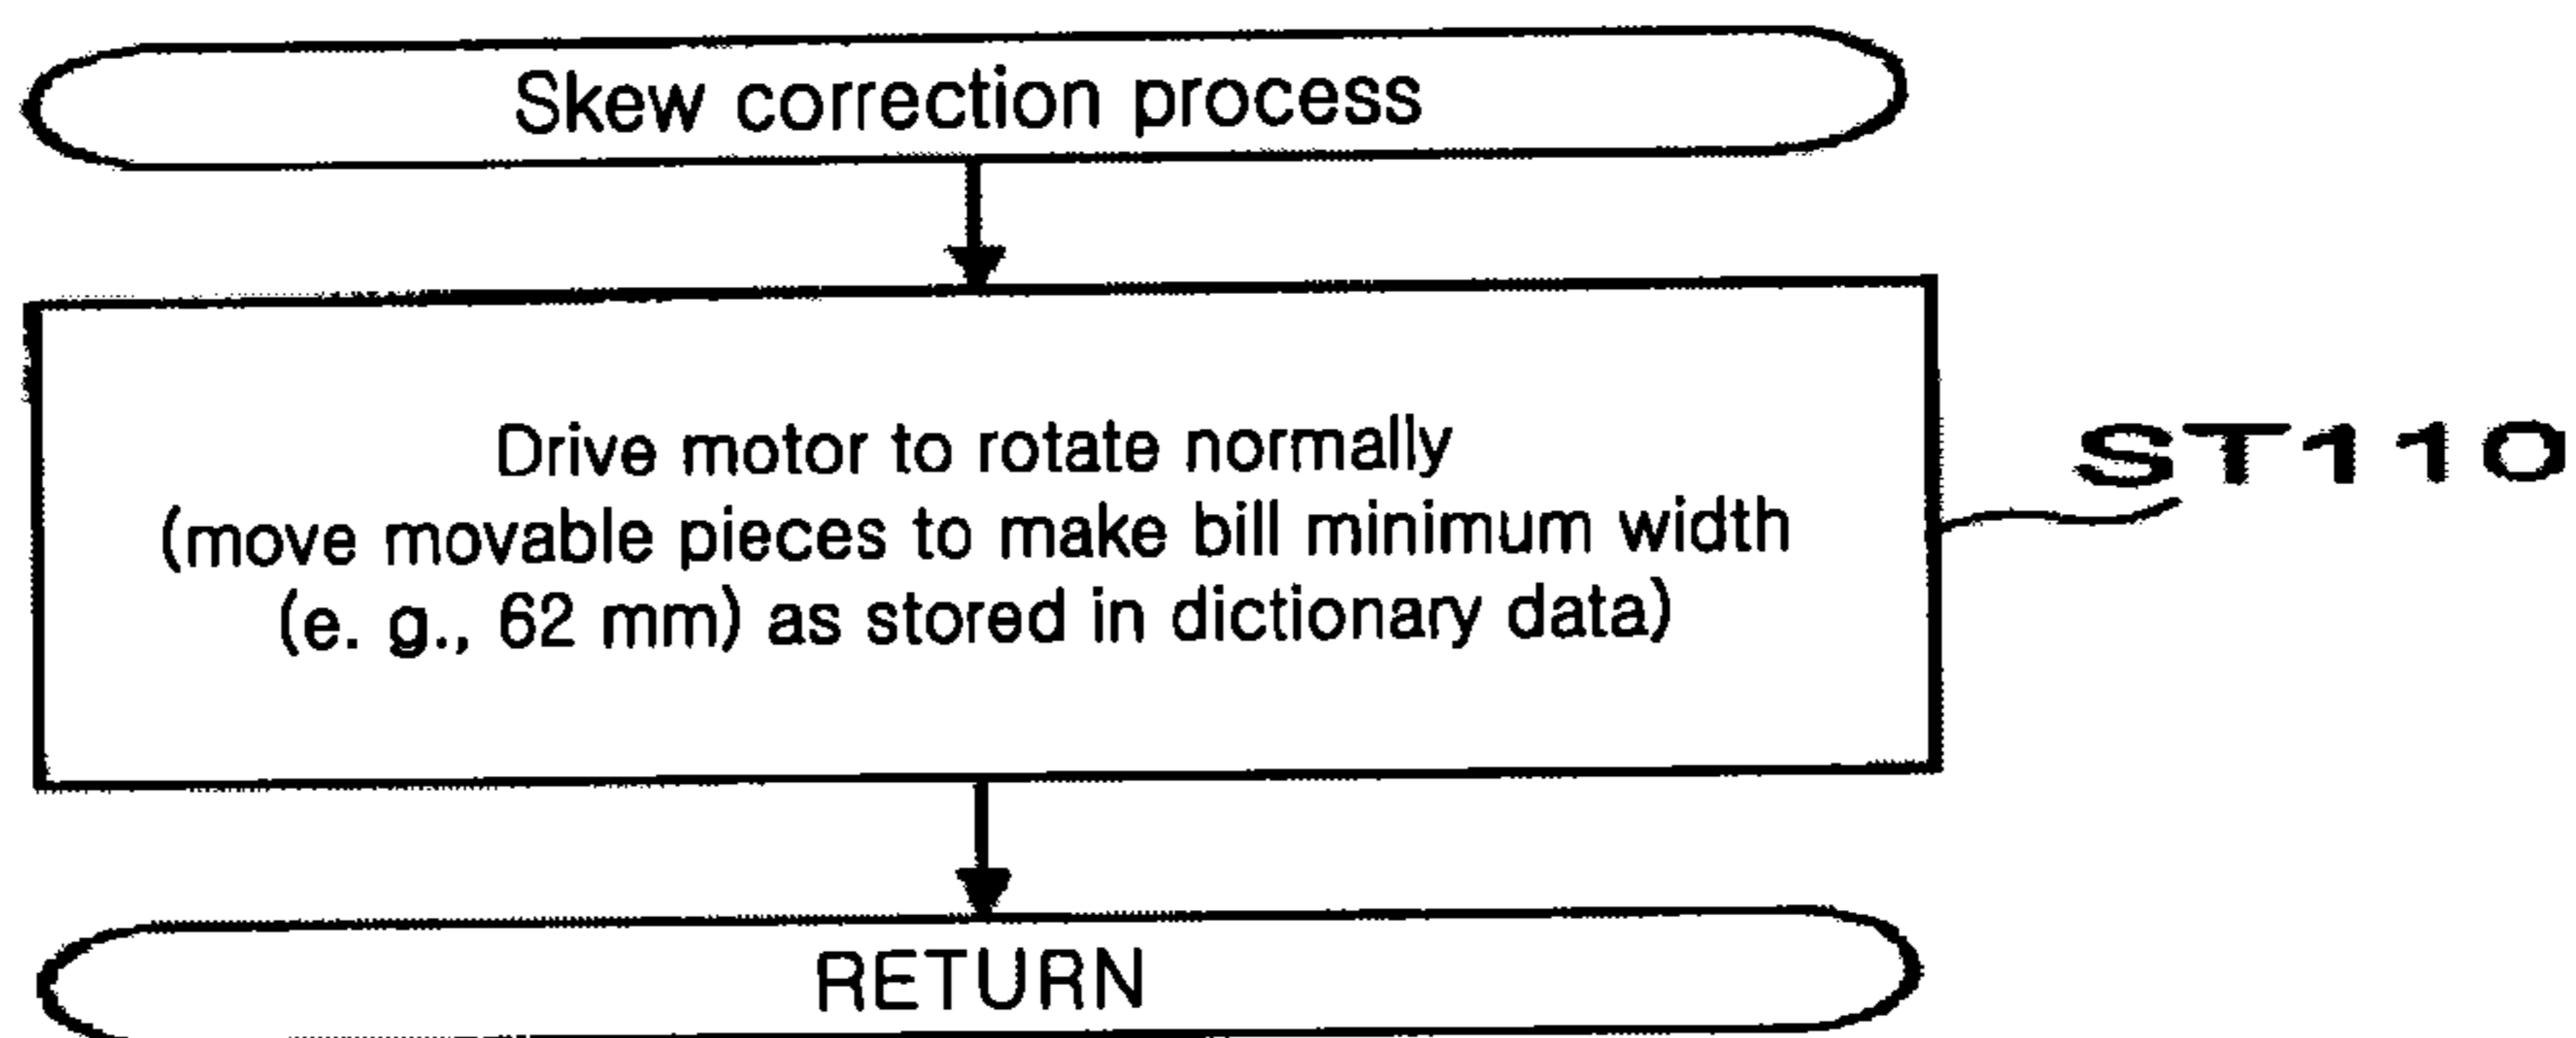 Skew correction process
Drive motor to rotate normally
(move movable pieces to make bill minimum width
(e. g., 62 mm) as stored in dictionary data)
ST110
RETURN